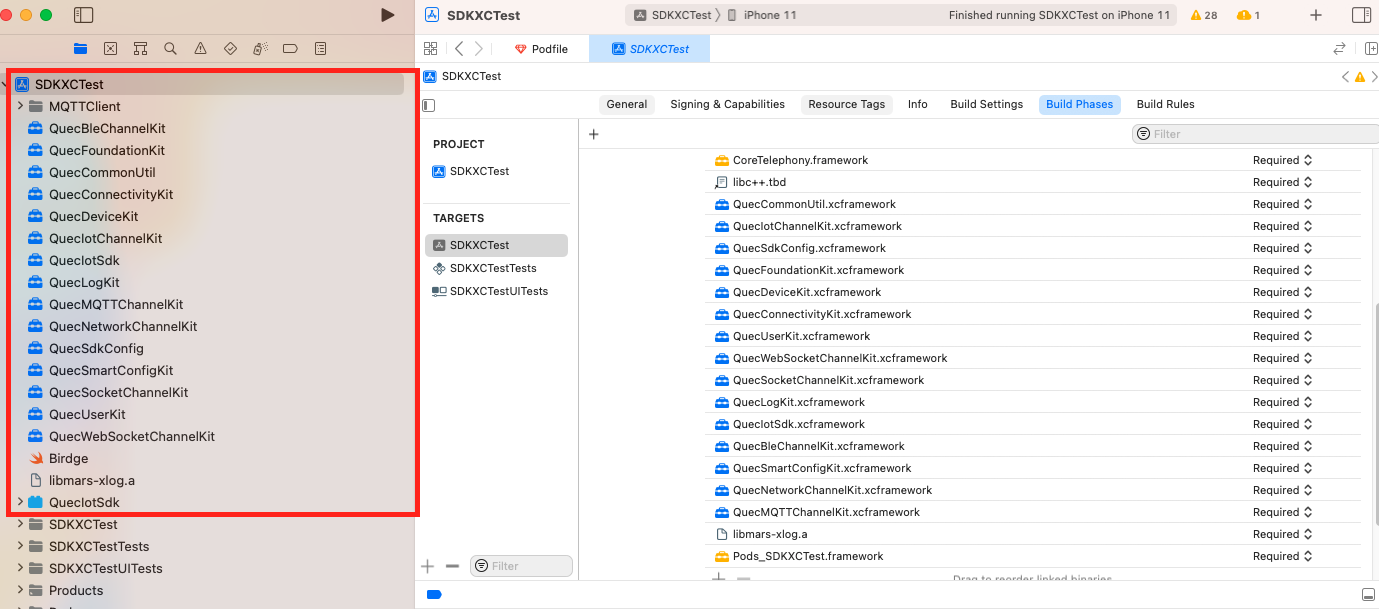 SDKXCTest
SDKXCTest
iPhone 11
Finished running SDKXCTest on iPhone 11
28
1
Podfile
SDKXCTest
SDKXCTest
SDKXCTest
MQTTClient
QuecBleChannelKit
QuecFoundationKit
QuecCommonUtil
QuecConnectivityKit
QuecDeviceKit
QuecIotChannelKit
QuecIotSdk
QuecLogKit
QuecMQTTChannelKit
QuecNetworkChannelKit
QuecSdkConfig
QuecSmartConfigKit
QuecSocketChannelKit
QuecUserKit
QuecWebSocketChannelKit
Birdge
libmars-xlog.a
QuecIotSdk
SDKXCTest
SDKXCTestTests
SDKXCTestUITests
Products
General
Signing & Capabilities
Resource Tags
Info
Build Settings
Build Phases
Build Rules
Filter
PROJECT
SDKXCTest
TARGETS
SDKXCTest
SDKXCTestTests
SDKXCTestUITests
Filter
CoreTelephony.framework Required
libc++.tbd Required
QuecCommonUtil.xcframework Required
QuecIotChannelKit.xcframework Required
QuecSdkConfig.xcframework Required
QuecFoundationKit.xcframework Required
QuecDeviceKit.xcframework Required
QuecConnectivityKit.xcframework Required
QuecUserKit.xcframework Required
QuecWebSocketChannelKit.xcframework Required
QuecSocketChannelKit.xcframework Required
QuecLogKit.xcframework Required
QuecIotSdk.xcframework Required
QuecBleChannelKit.xcframework Required
QuecSmartConfigKit.xcframework Required
QuecNetworkChannelKit.xcframework Required
QuecMQTTChannelKit.xcframework Required
libmars-xlog.a Required
Pods_SDKXCTest.framework Required
Drag to reorder linked binaries